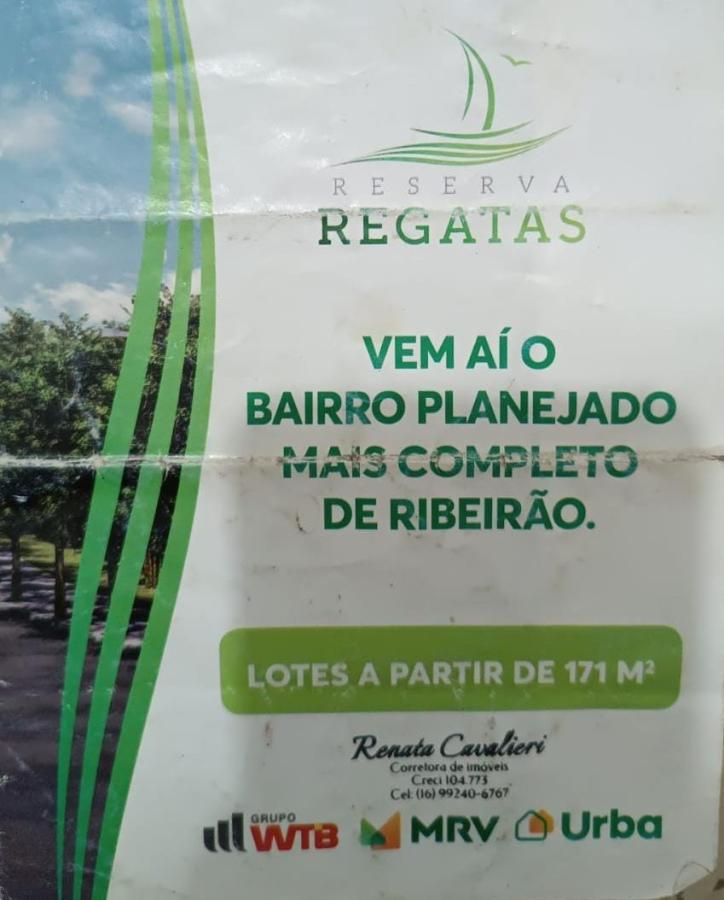 RESERVA
REGATAS
VEM AÍ O
BAIRRO PLANEJADO
MAIS COMPLETO
DE RIBEIRÃO.
LOTES A PARTIR DE 171 M²
Renata Cavalieri
Corretora de imóveis
Creci 104.773
Cel: (16) 99240-6767
GRUPO
WTB MRV Urba